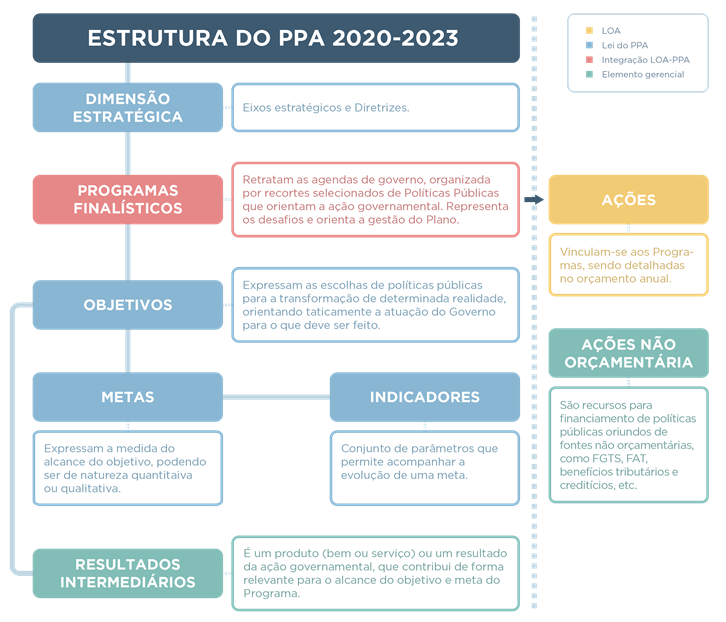 ESTRUTURA DO PPA 2020-2023
LOA
Lei do PPA
Integração LOA-PPA
Elemento gerencial
DIMENSÃO
ESTRATÉGICA
Eixos estratégicos e Diretrizes.
PROGRAMAS
FINALÍSTICOS
Retratam as agendas de governo, organizada
por recortes selecionados de Políticas Públicas
que orientam a ação governamental. Representa
os desafios e orienta a gestão do Plano.
AÇÕES
Vinculam-se aos Progra-
mas, sendo detalhadas
no orçamento anual.
OBJETIVOS
Expressam as escolhas de políticas públicas
para a transformação de determinada realidade,
orientando taticamente a atuação do Governo
para o que deve ser feito.
AÇÕES NÃO
ORÇAMENTÁRIA
São recursos para
financiamento de políticas
públicas oriundos de
fontes não orçamentárias,
como FGTS, FAT,
benefícios tributários e
creditícios, etc.
METAS
Expressam a medida do
alcance do objetivo, podendo
ser de natureza quantitaiva
ou qualitativa.
INDICADORES
Conjunto de parâmetros que
permite acompanhar a
evolução de uma meta.
RESULTADOS
INTERMEDIÁRIOS
É um produto (bem ou serviço) ou um resultado
da ação governamental, que contribui de forma
relevante para o alcance do objetivo e meta do
Programa.